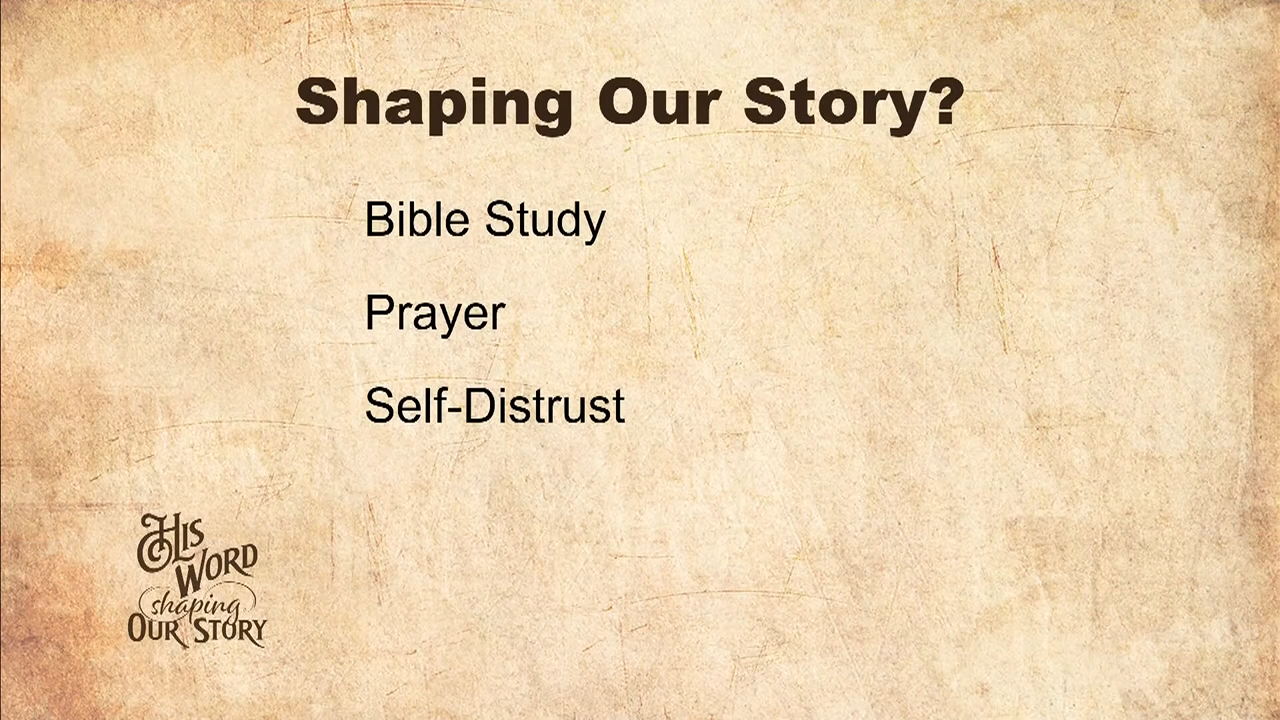 Shaping Our Story?
Bible Study
Prayer
Self-Distrust
His
Word
shaping
Our Story